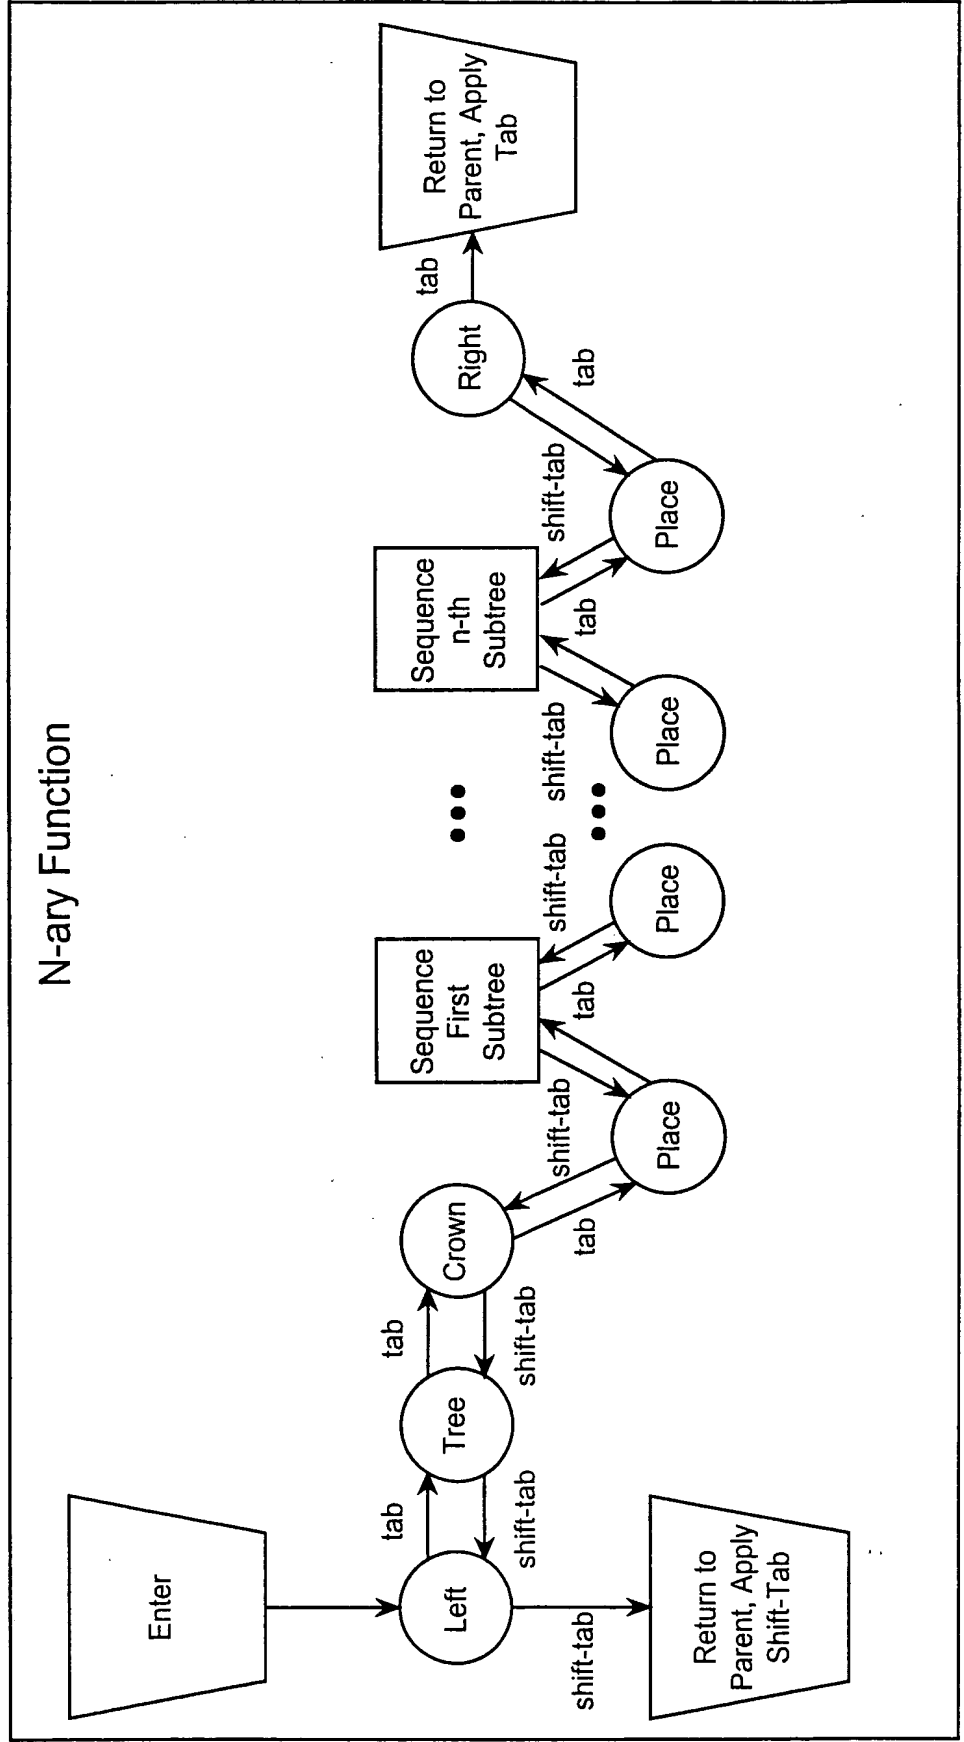 N-ary Function
Enter
Left
shift-tab
Return to
Parent, Apply
Shift-Tab
tab
shift-tab
Tree
tab
shift-tab
Crown
tab
shift-tab
Place
Sequence
First
Subtree
shift-tab
tab
shift-tab
Place
Place
shift-tab
Sequence
n-th
Subtree
tab
shift-tab
Place
tab
Right
tab
Return to
Parent, Apply
Tab